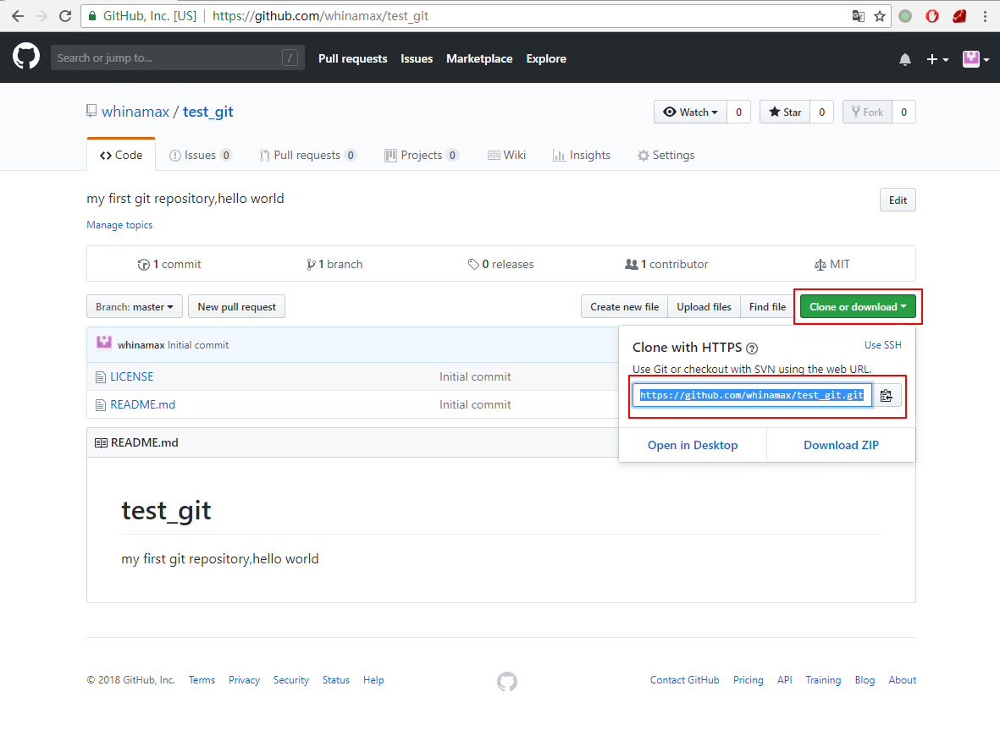 GitHub, Inc. [US] | https://github.com/whinamax/test_git
Search or jump to... / Pull requests Issues Marketplace Explore
whinamax / test_git Watch 0 Star 0 Fork 0
Code Issues 0 Pull requests 0 Projects 0 Wiki Insights Settings
my first git repository,hello world Edit
Manage topics
1 commit 1 branch 0 releases 1 contributor MIT
Branch: master New pull request Create new file Upload files Find file Clone or download
whinamax Initial commit
LICENSE Initial commit
README.md Initial commit
Clone with HTTPS ? Use SSH
Use Git or checkout with SVN using the web URL.
https://github.com/whinamax/test_git.git
Open in Desktop Download ZIP
README.md
test_git
my first git repository,hello world
© 2018 GitHub, Inc. Terms Privacy Security Status Help Contact GitHub Pricing API Training Blog About